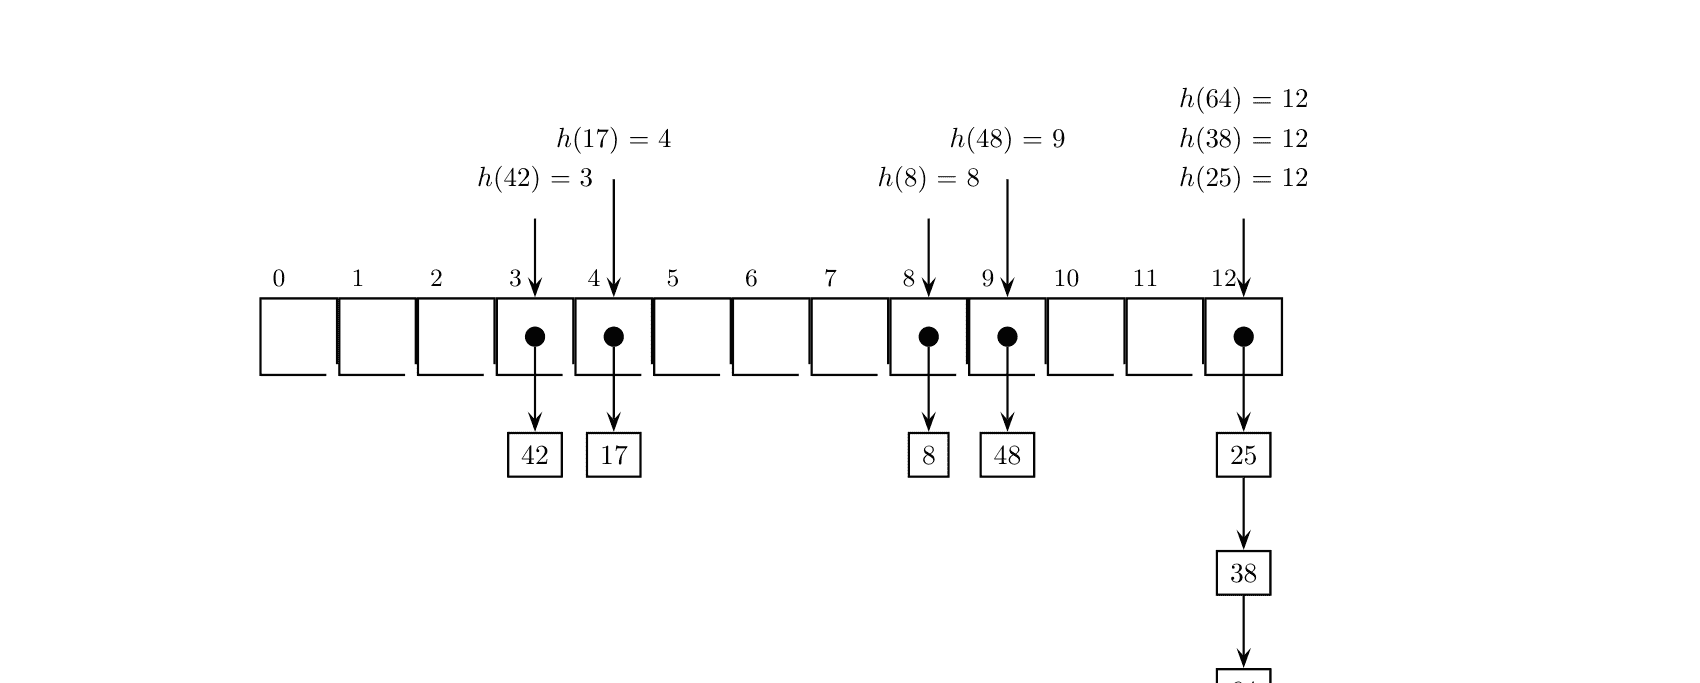 h(64) = 12
h(17) = 4 h(48) = 9 h(38) = 12
h(42) = 3 h(8) = 8 h(25) = 12
0 1 2 3 4 5 6 7 8 9 10 11 12
42 17 8 48 25
38